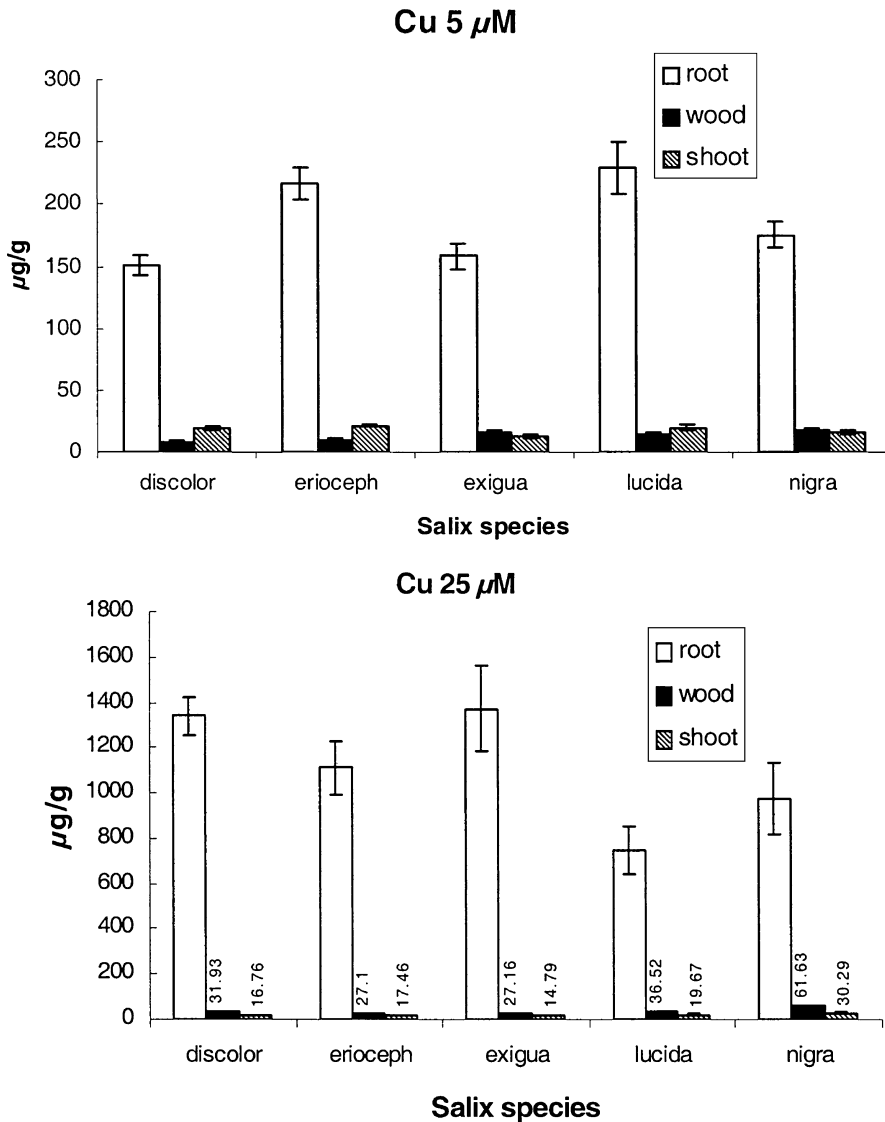 Cu 5 µM
root
wood
shoot
300
250
200
150
100
50
0
µg/g
discolor erioceph exigua lucida nigra
Salix species
Cu 25 µM
root
wood
shoot
1800
1600
1400
1200
1000
800
600
400
200
0
µg/g
31.93 16.76 27.1 17.46 27.16 14.79 36.52 19.67 61.63 30.29
discolor erioceph exigua lucida nigra
Salix species